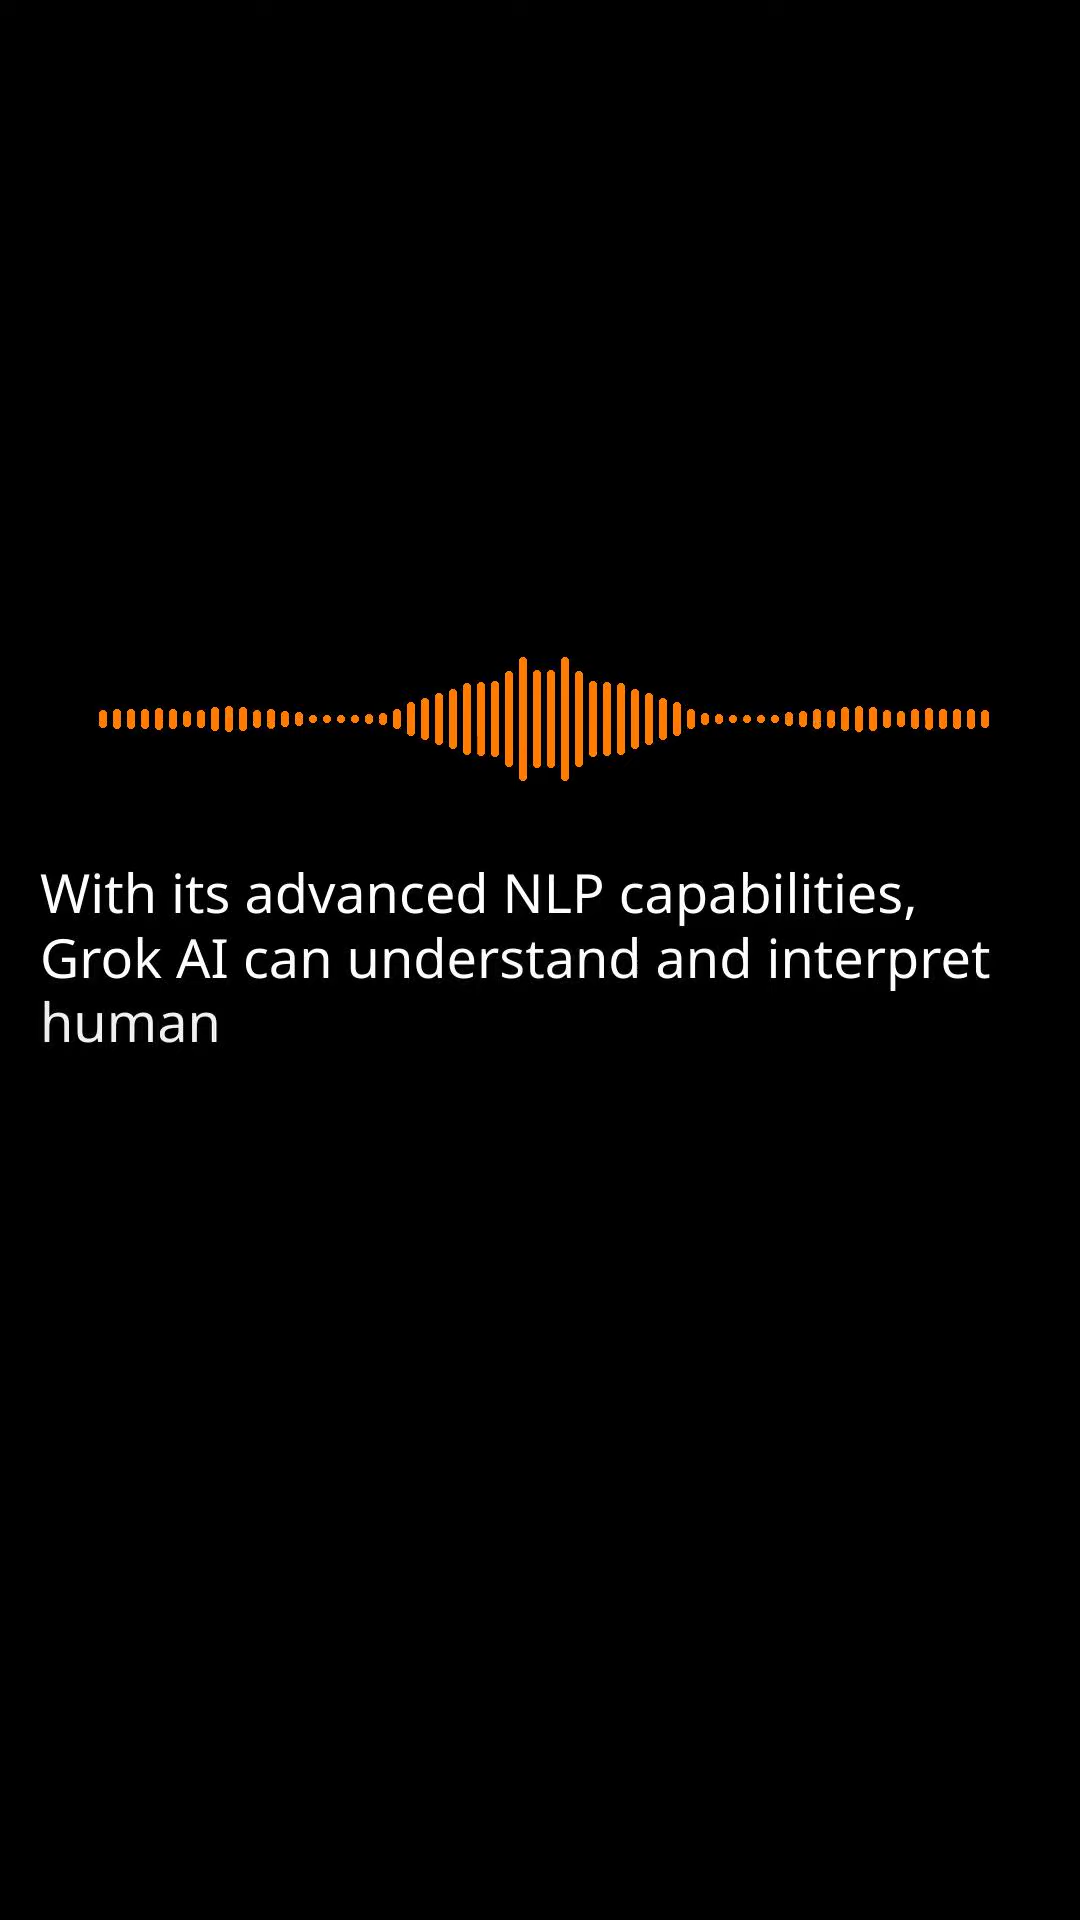 With its advanced NLP capabilities,
Grok AI can understand and interpret
human